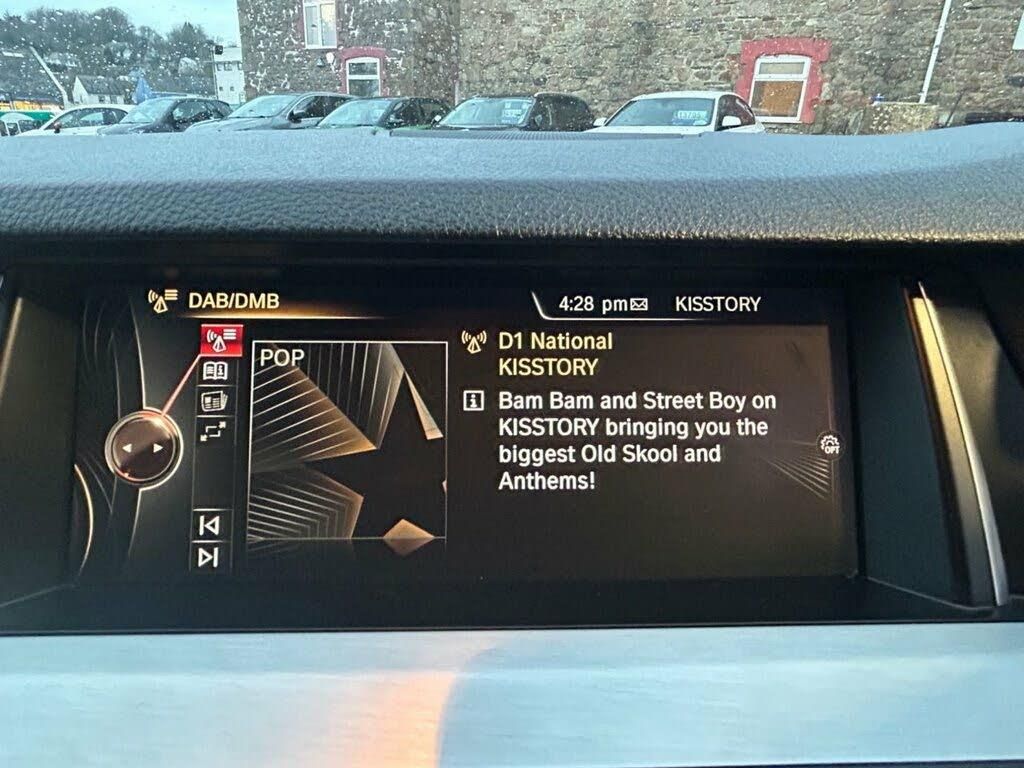 DAB/DMB
4:28 pm
KISSTORY
POP
D1 National
KISSTORY
Bam Bam and Street Boy on
KISSTORY bringing you the
biggest Old Skool and
Anthems!
OPT